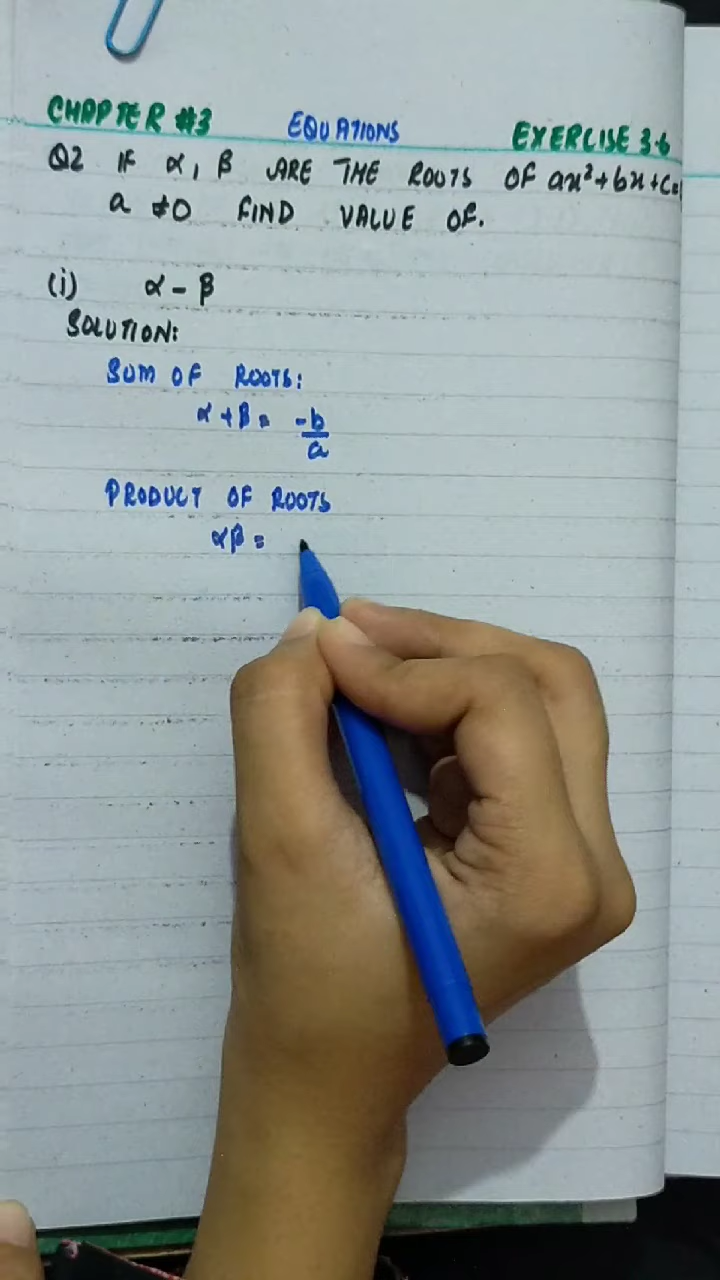 CHAPTER #3 EQUATIONS EXERCISE 3.6
Q2 IF α, β ARE THE ROOTS OF ax²+bx+c=
a ≠0 FIND VALUE OF.
(i) α - β
SOLUTION:
SUM OF ROOTS:
α + β = -b/a
PRODUCT OF ROOTS
αβ =